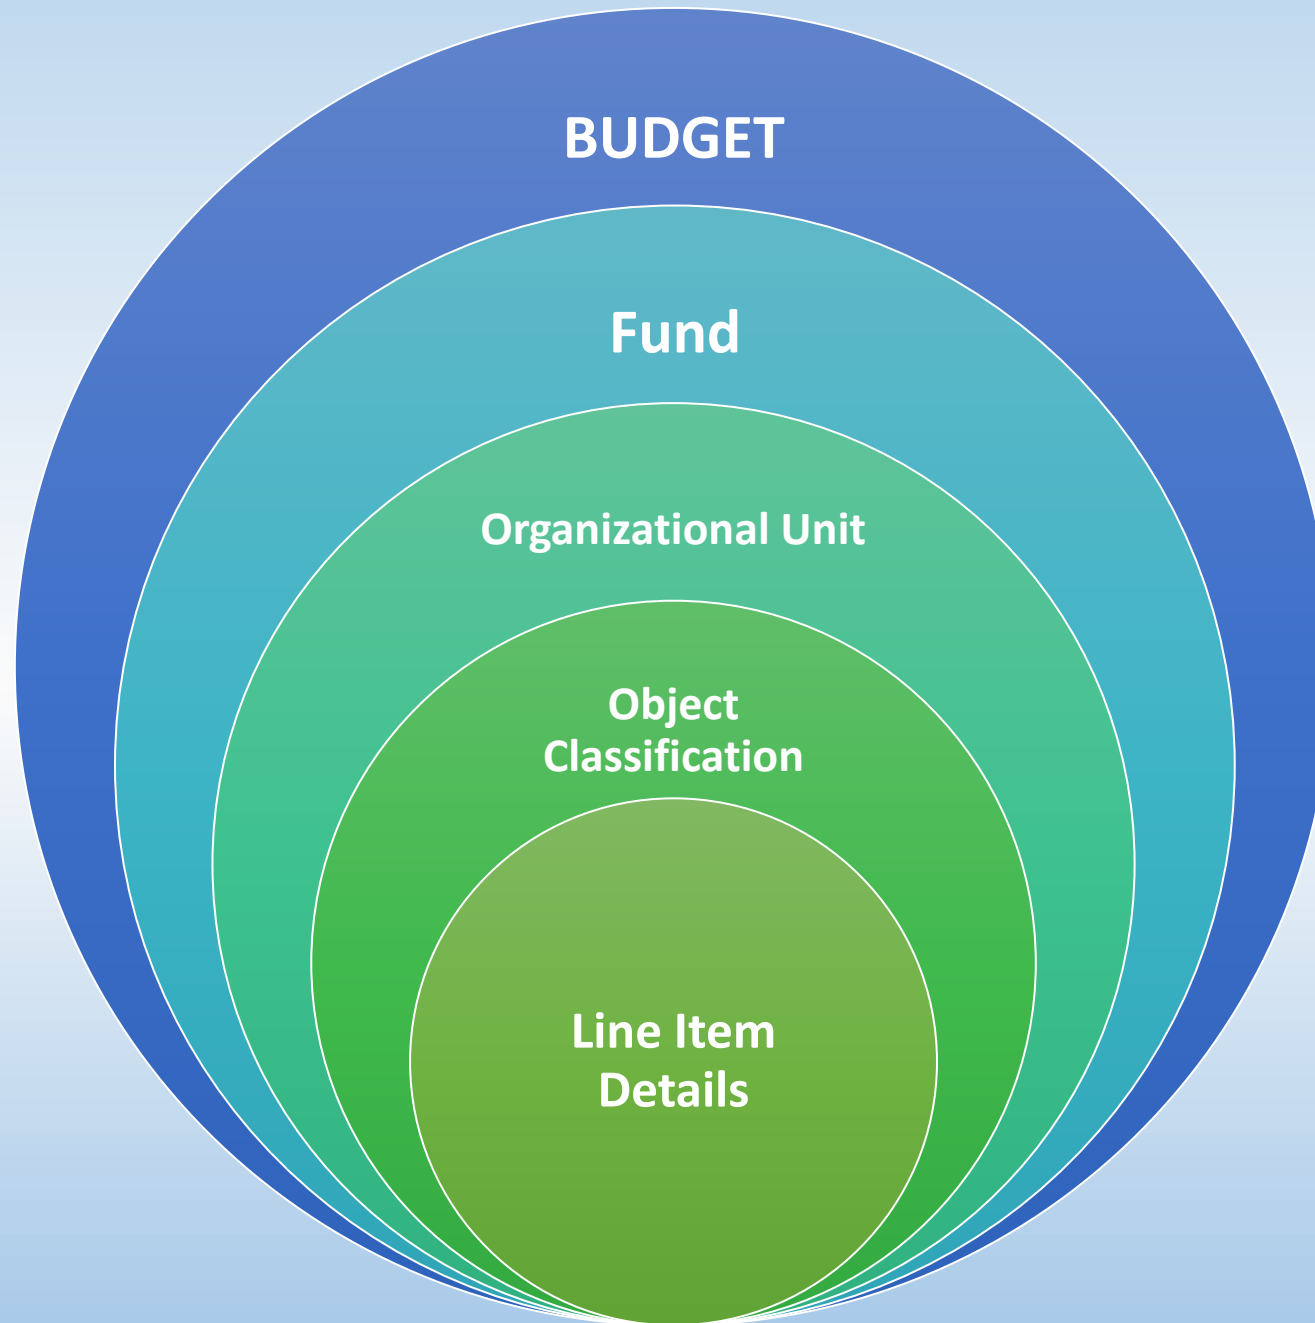 BUDGET
Fund
Organizational Unit
Object
Classification
Line Item
Details